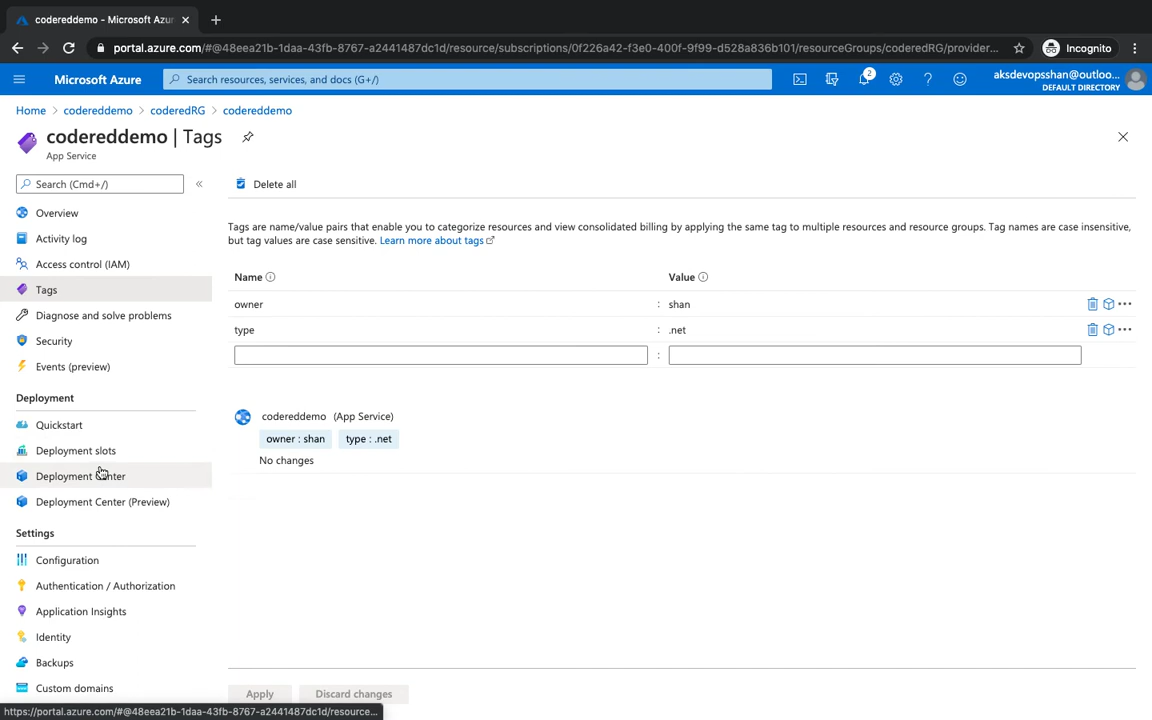 codereddemo - Microsoft Azur
portal.azure.com/#@48eea21b-1daa-43fb-8767-a2441487dc1d/resource/subscriptions/0f226a42-f3e0-400f-9f99-d528a836b101/resourceGroups/coderedRG/provider...
Incognito
Microsoft Azure
Search resources, services, and docs (G+/)
2
aksdevopsshan@outloo...
DEFAULT DIRECTORY
Home > codereddemo > coderedRG > codereddemo
codereddemo | Tags
App Service
Search (Cmd+/)
Overview
Activity log
Access control (IAM)
Tags
Diagnose and solve problems
Security
Events (preview)
Deployment
Quickstart
Deployment slots
Deployment Center
Deployment Center (Preview)
Settings
Configuration
Authentication / Authorization
Application Insights
Identity
Backups
Custom domains
Delete all
Tags are name/value pairs that enable you to categorize resources and view consolidated billing by applying the same tag to multiple resources and resource groups. Tag names are case insensitive,
but tag values are case sensitive. Learn more about tags
Name
Value
owner : shan
type : .net
:
codereddemo (App Service)
owner : shan
type : .net
No changes
Apply
Discard changes
https://portal.azure.com/#@48eea21b-1daa-43fb-8767-a2441487dc1d/resource...